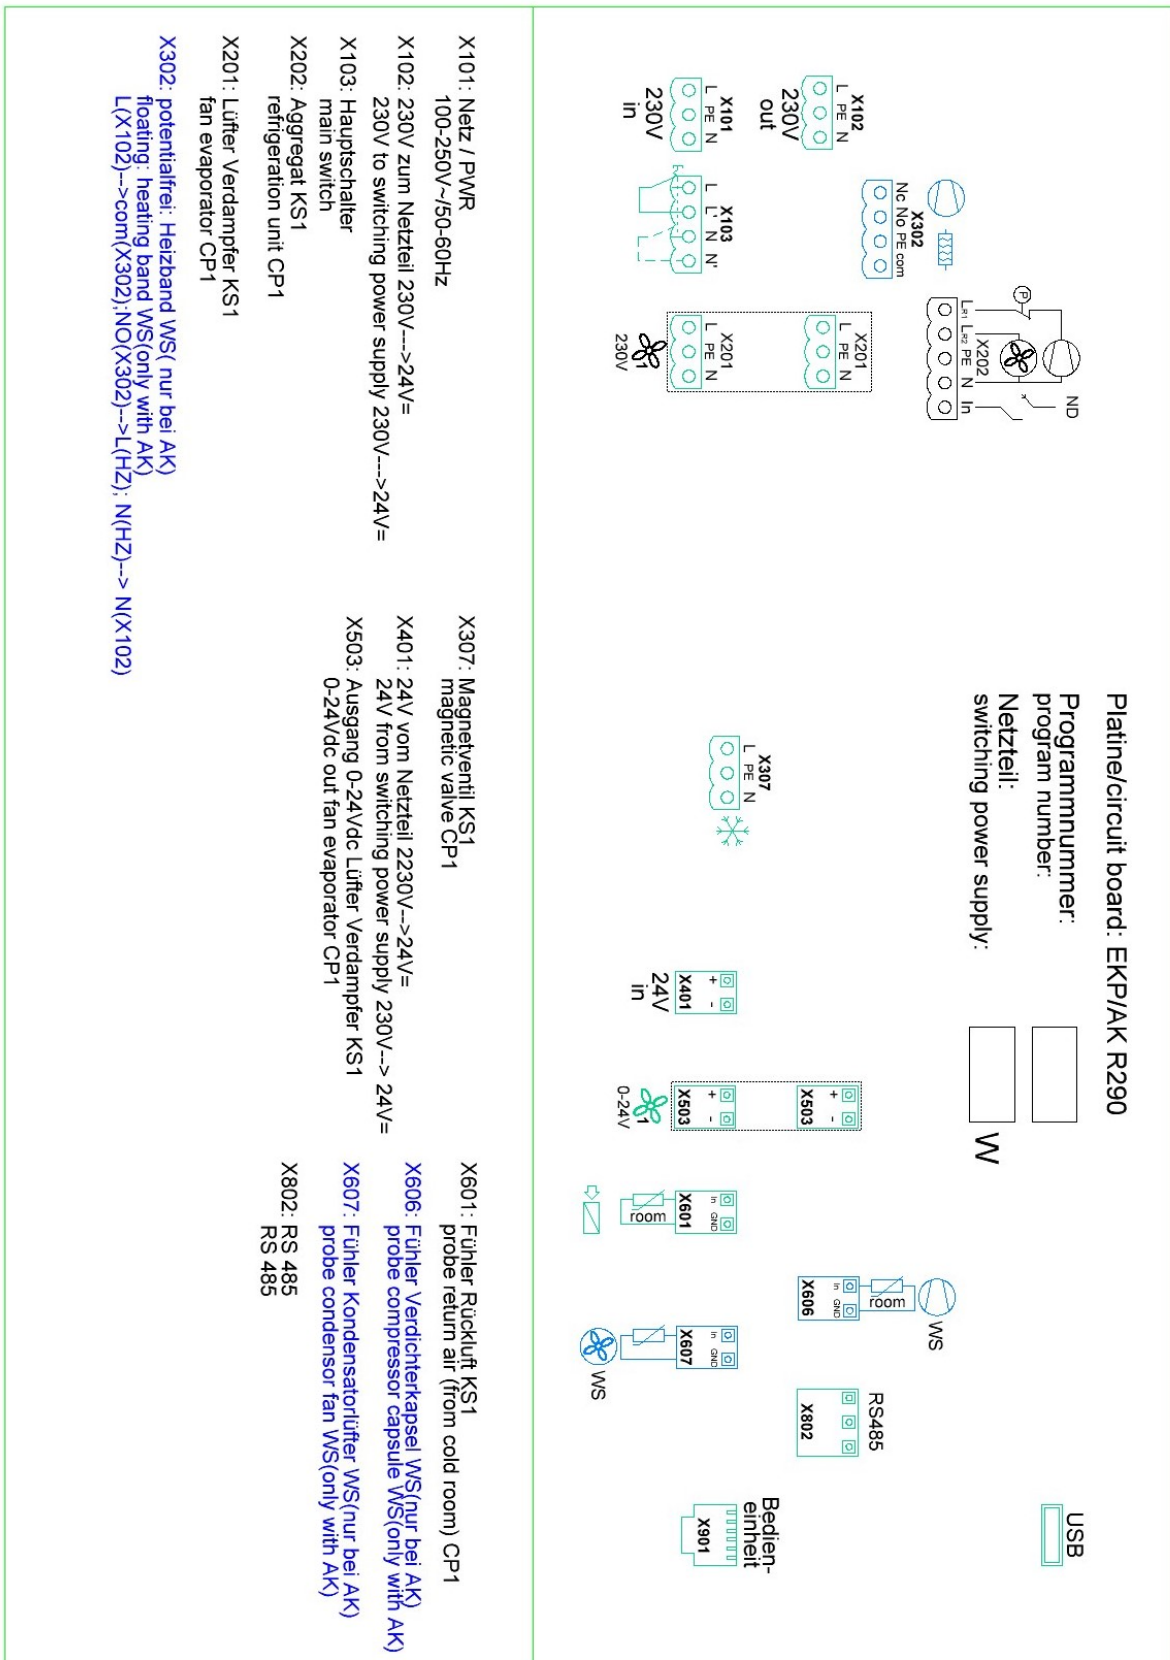 Platine/circuit board: EKP/AK R290
Programmnummer:
program number:
Netzteil:
switching power supply:
W
USB
ND
LR1 LR2 PE N In
X202
P
Nc No PE com
X302
X102
L PE N
230V
out
X101
L PE N
230V
in
L L' N N'
X103
X201
L PE N
X201
L PE N
1
230V
X307
L PE N
+ -
X401
24V
in
+ -
X503
+ -
X503
1
0-24V
In GND
X601
room
WS
room
In GND
X606
In GND
X607
WS
RS485
X802
Bedien-
einheit
X901
X101: Netz / PWR
100-250V~/50-60Hz
X102: 230V zum Netzteil 230V--->24V=
230V to switching power supply 230V--->24V=
X103: Hauptschalter
main switch
X202: Aggregat KS1
refrigeration unit CP1
X201: Lüfter Verdampfer KS1
fan evaporator CP1
X302: potentialfrei: Heizband WS( nur bei AK)
floating: heating band WS(only with AK)
L(X102)-->com(X302);NO(X302)-->L(HZ); N(HZ)--> N(X102)
X307: Magnetventil KS1
magnetic valve CP1
X401: 24V vom Netzteil 2230V-->24V=
24V from switching power supply 230V--> 24V=
X503: Ausgang 0-24Vdc Lüfter Verdampfer KS1
0-24Vdc out fan evaporator CP1
X601: Fühler Rückluft KS1
probe return air (from cold room) CP1
X606: Fühler Verdichterkapsel WS(nur bei AK)
probe compressor capsule WS(only with AK)
X607: Fühler Kondensatorlüfter WS(nur bei AK)
probe condensor fan WS(only with AK)
X802: RS 485
RS 485